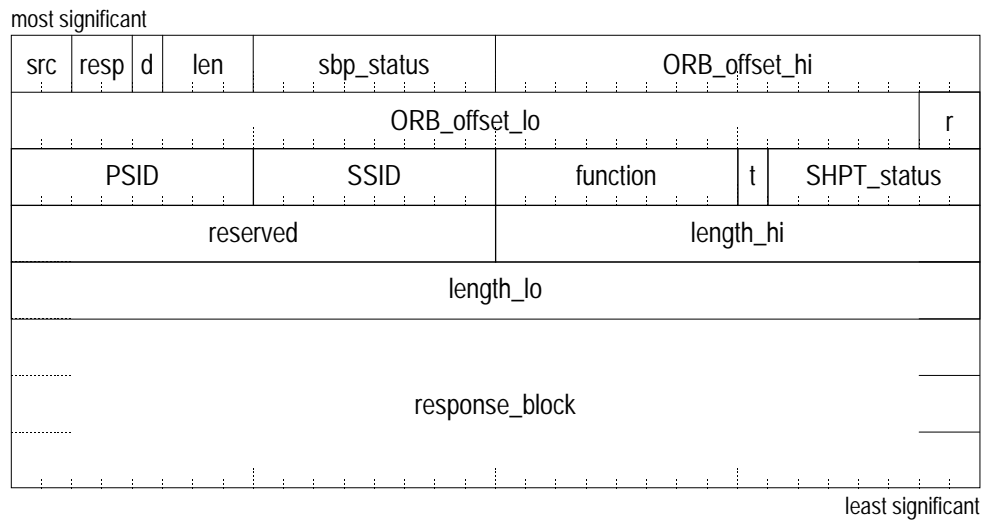 most significant
src resp d len sbp_status ORB_offset_hi
ORB_offset_lo r
PSID SSID function t SHPT_status
reserved length_hi
length_lo
response_block
least significant